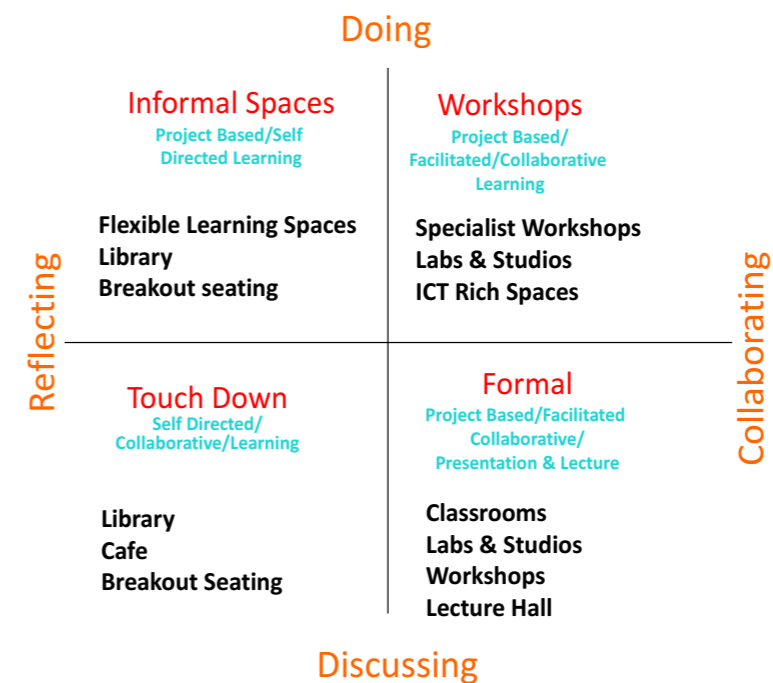 Doing
Informal Spaces
Project Based/Self
Directed Learning
Flexible Learning Spaces
Library
Breakout seating
Workshops
Project Based/
Facilitated/Collaborative
Learning
Specialist Workshops
Labs & Studios
ICT Rich Spaces
Reflecting
Collaborating
Touch Down
Self Directed/
Collaborative/Learning
Library
Cafe
Breakout Seating
Formal
Project Based/Facilitated
Collaborative/
Presentation & Lecture
Classrooms
Labs & Studios
Workshops
Lecture Hall
Discussing